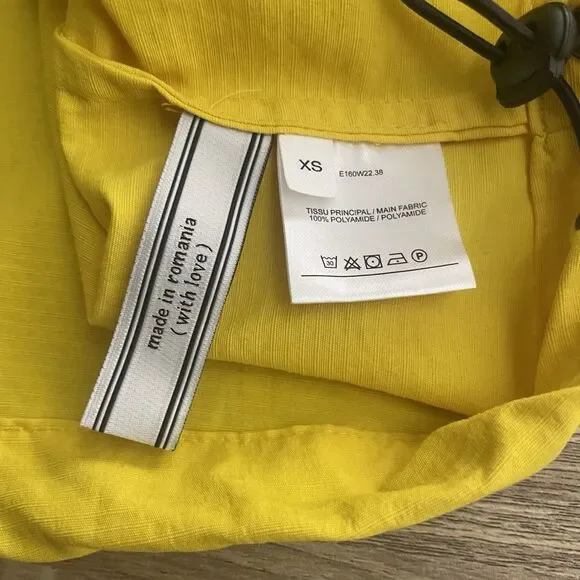 made in romania
( with love )
XS
E160W22.38
TISSU PRINCIPAL / MAIN FABRIC
100% POLYAMIDE / POLYAMIDE
30
P